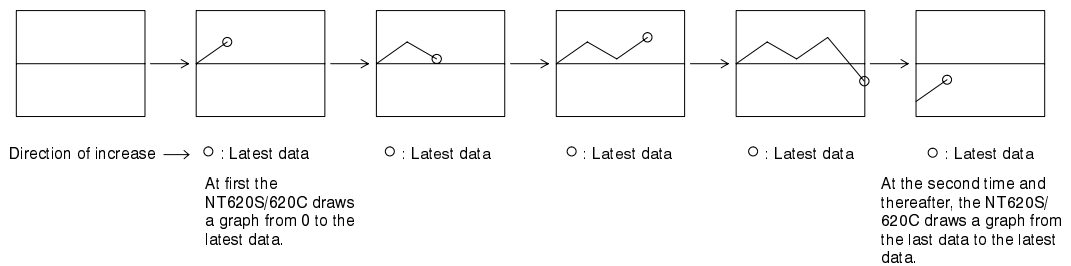 Direction of increase
: Latest data
: Latest data
: Latest data
: Latest data
: Latest data
At first the
NT620S/620C draws
a graph from 0 to the
latest data.
At the second time and
thereafter, the NT620S/
620C draws a graph from
the last data to the latest
data.